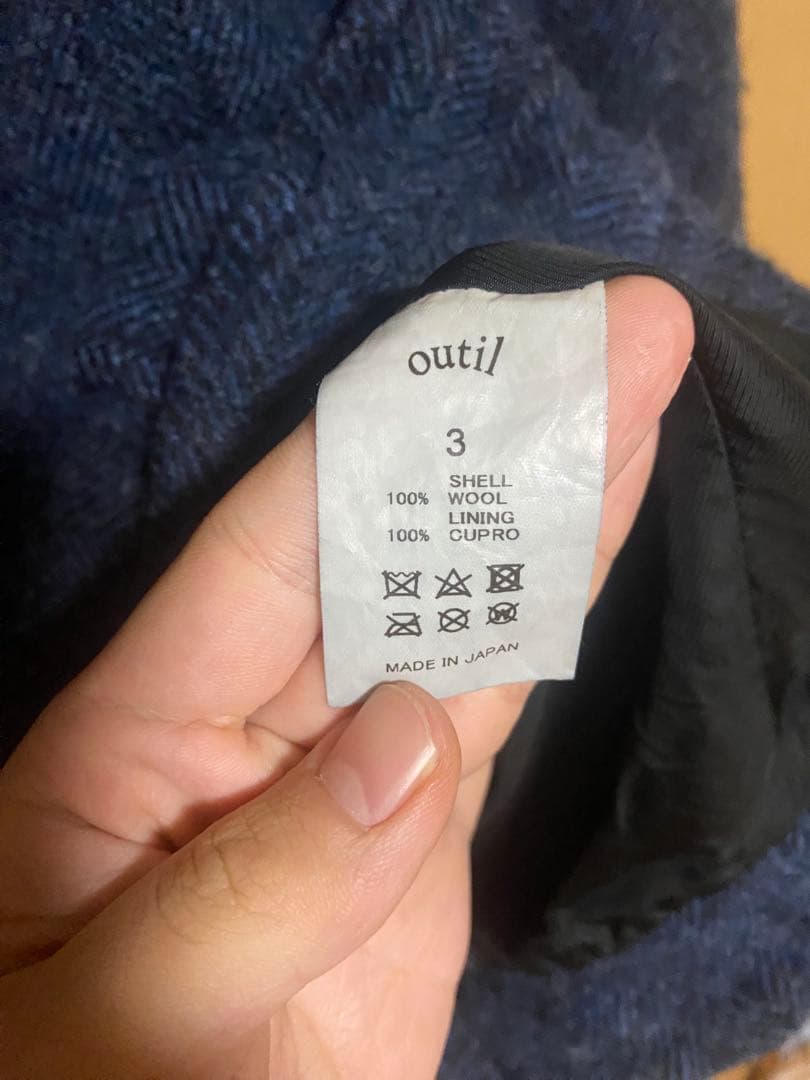 outil
3
SHELL
100% WOOL
LINING
100% CUPRO
W
MADE IN JAPAN